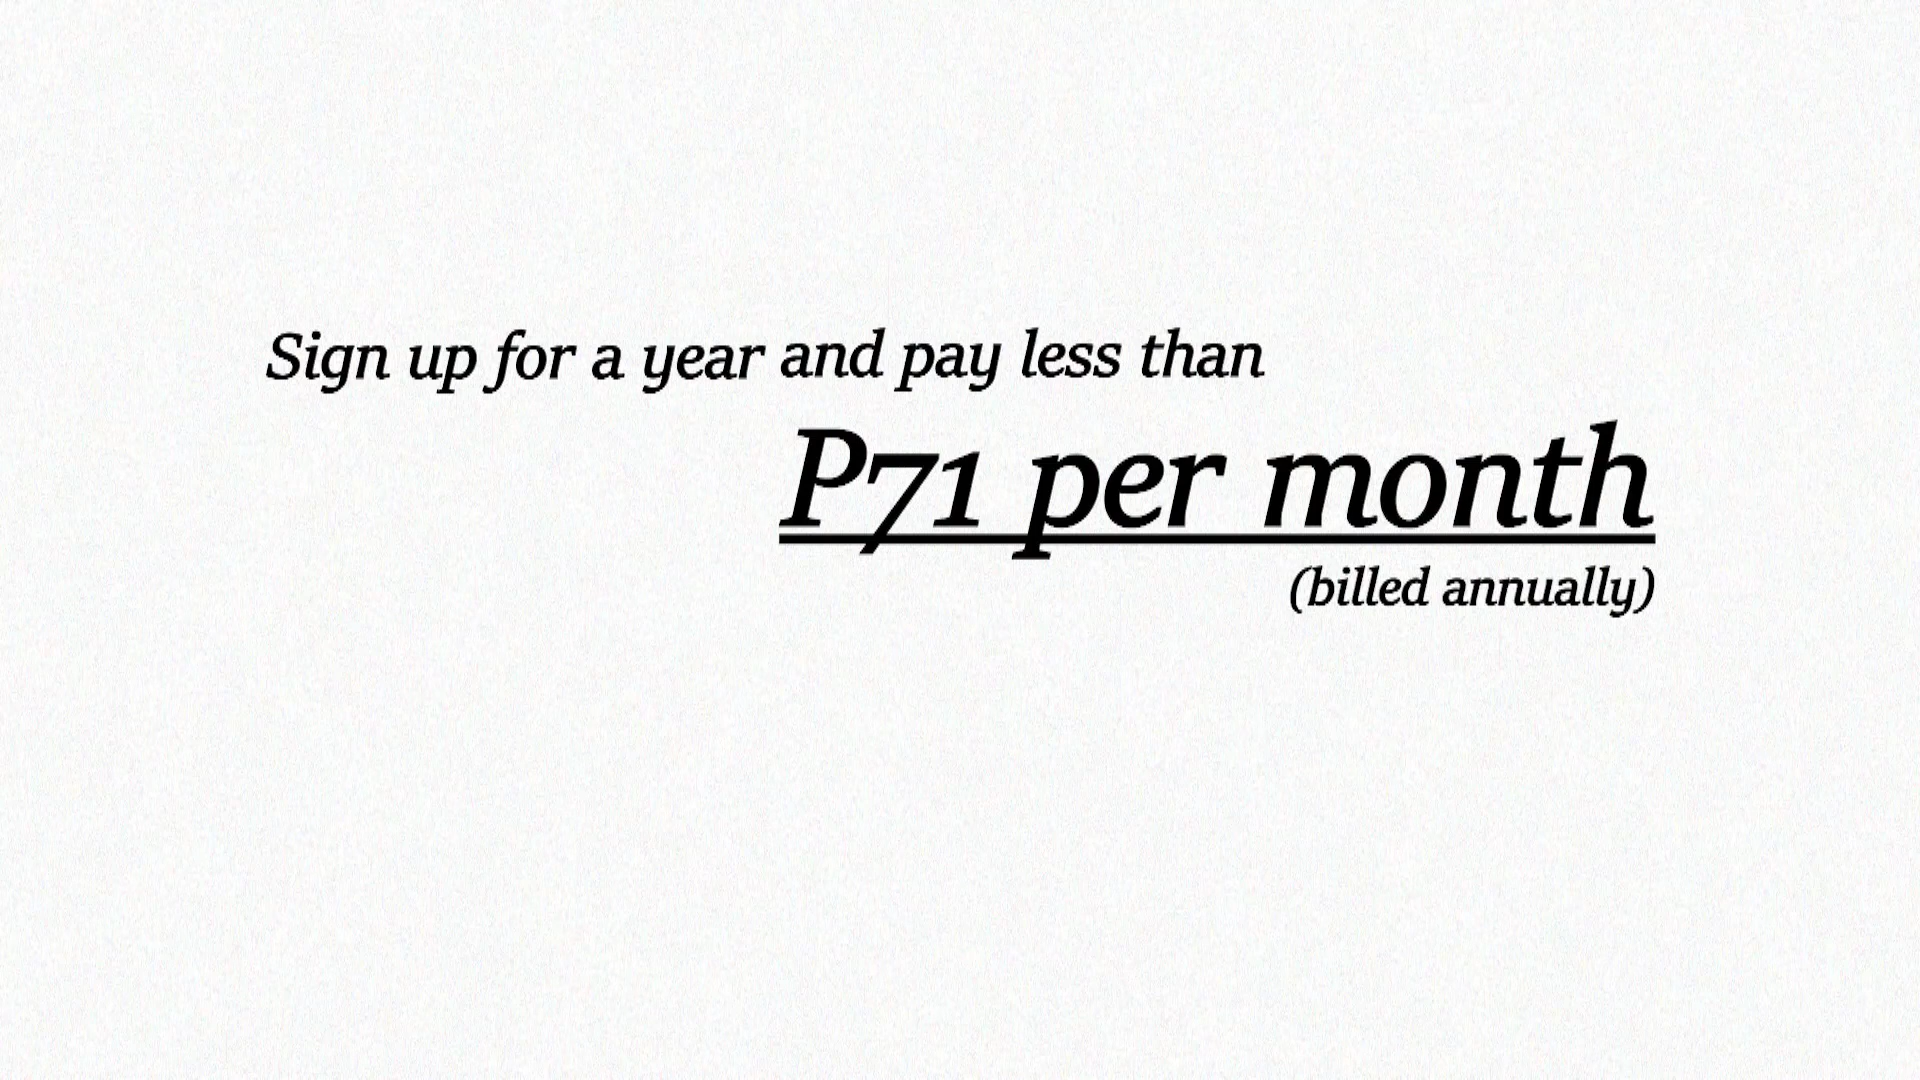 Sign up for a year and pay less than
P71 per month
(billed annually)